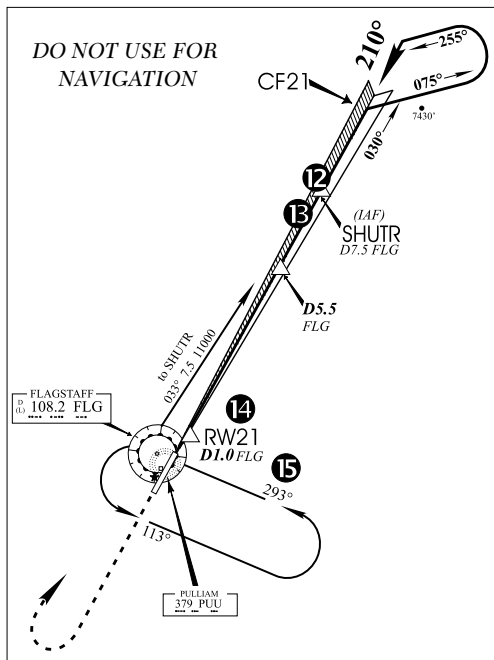 DO NOT USE FOR
NAVIGATION
210°
255°
075°
CF21
7430'
030°
12
13
(IAF)
SHUTR
D7.5 FLG
D5.5
FLG
to SHUTR
033° 7.5 11000
FLAGSTAFF
D
(L) 108.2 FLG
14
RW21
D1.0 FLG
15
293°
113°
PULLIAM
379 PUU